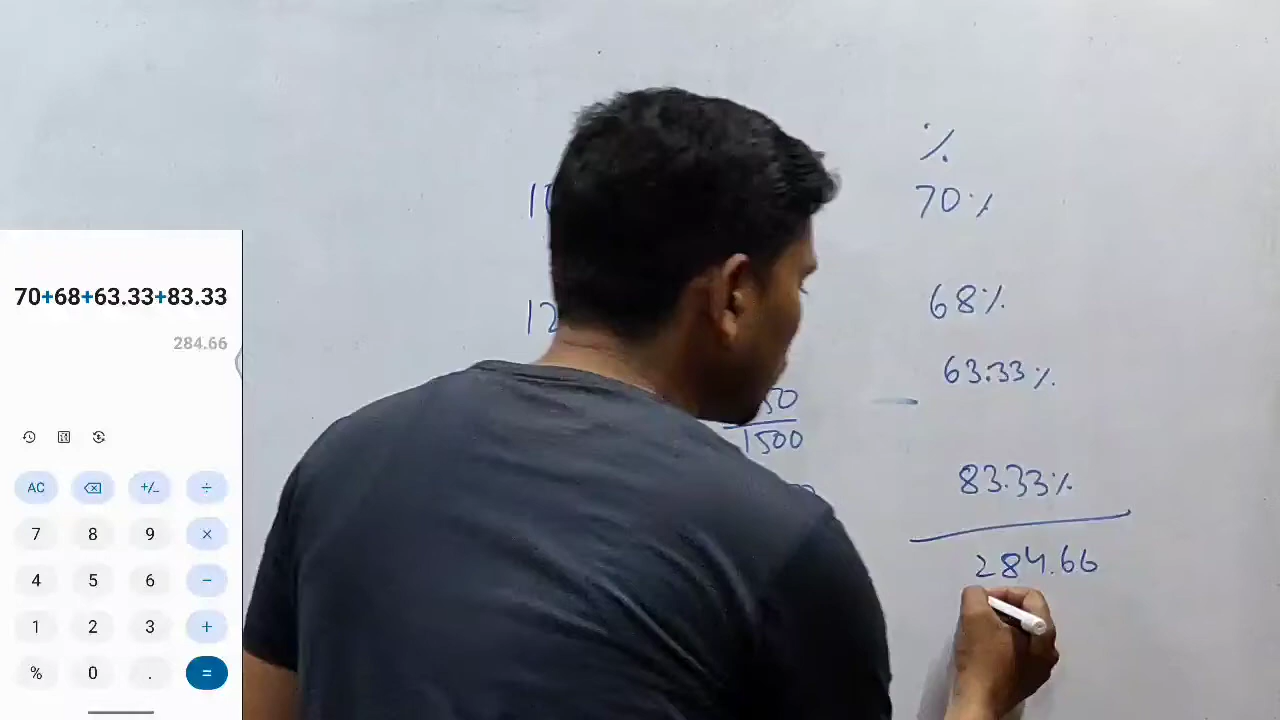 70+68+63.33+83.33
284.66
AC +/_ ÷
7 8 9 ×
4 5 6 −
1 2 3 +
% 0 . =
%
70%
68%
63.33%
1500
83.33%
284.66